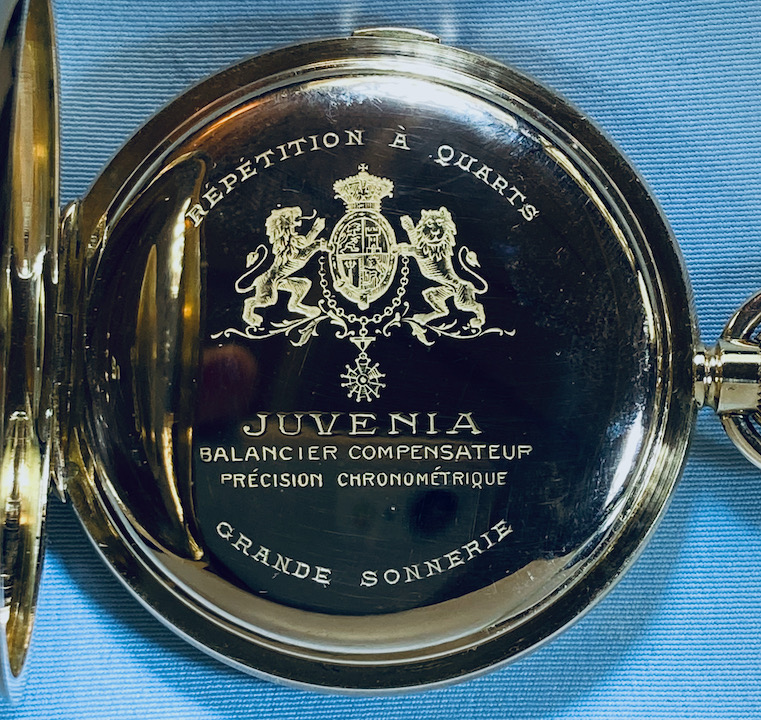 RÉPÉTITION À QUARTS
JUVENIA
BALANCIER COMPENSATEUR
PRÉCISION CHRONOMÉTRIQUE
GRANDE SONNERIE